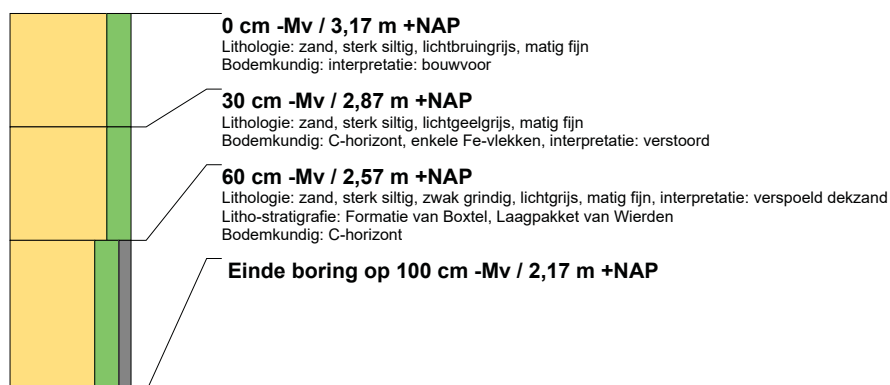 0 cm -Mv / 3,17 m +NAP
Lithologie: zand, sterk siltig, lichtbruingrijs, matig fijn
Bodemkundig: interpretatie: bouwvoor
30 cm -Mv / 2,87 m +NAP
Lithologie: zand, sterk siltig, lichtgeelgrijs, matig fijn
Bodemkundig: C-horizont, enkele Fe-vlekken, interpretatie: verstoord
60 cm -Mv / 2,57 m +NAP
Lithologie: zand, sterk siltig, zwak grindig, lichtgrijs, matig fijn, interpretatie: verspoeld dekzand
Litho-stratigrafie: Formatie van Boxtel, Laagpakket van Wierden
Bodemkundig: C-horizont
Einde boring op 100 cm -Mv / 2,17 m +NAP